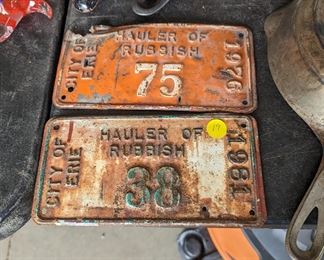 CITY OF
ERIE
HAULER OF
RUBBISH
75
1976
CITY OF
ERIE
HAULER OF
RUBBISH
38
1981